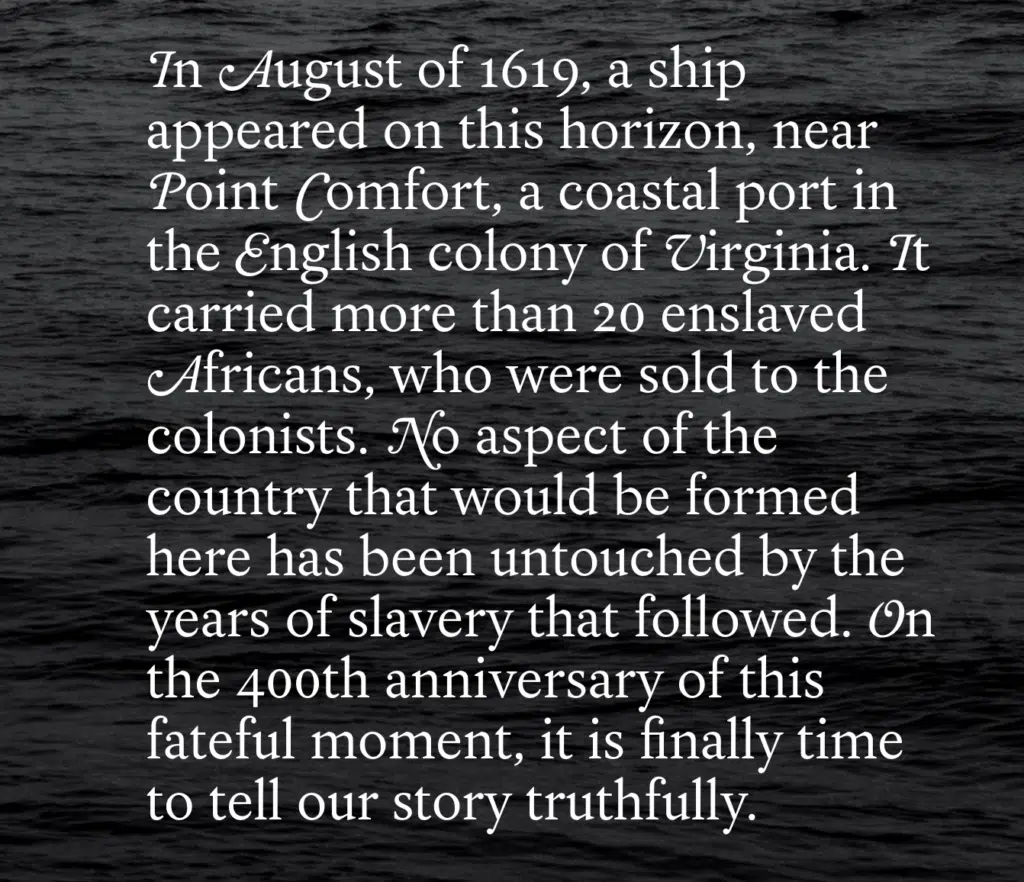 In August of 1619, a ship
appeared on this horizon, near
Point Comfort, a coastal port in
the English colony of Virginia. It
carried more than 20 enslaved
Africans, who were sold to the
colonists. No aspect of the
country that would be formed
here has been untouched by the
years of slavery that followed. On
the 400th anniversary of this
fateful moment, it is finally time
to tell our story truthfully.